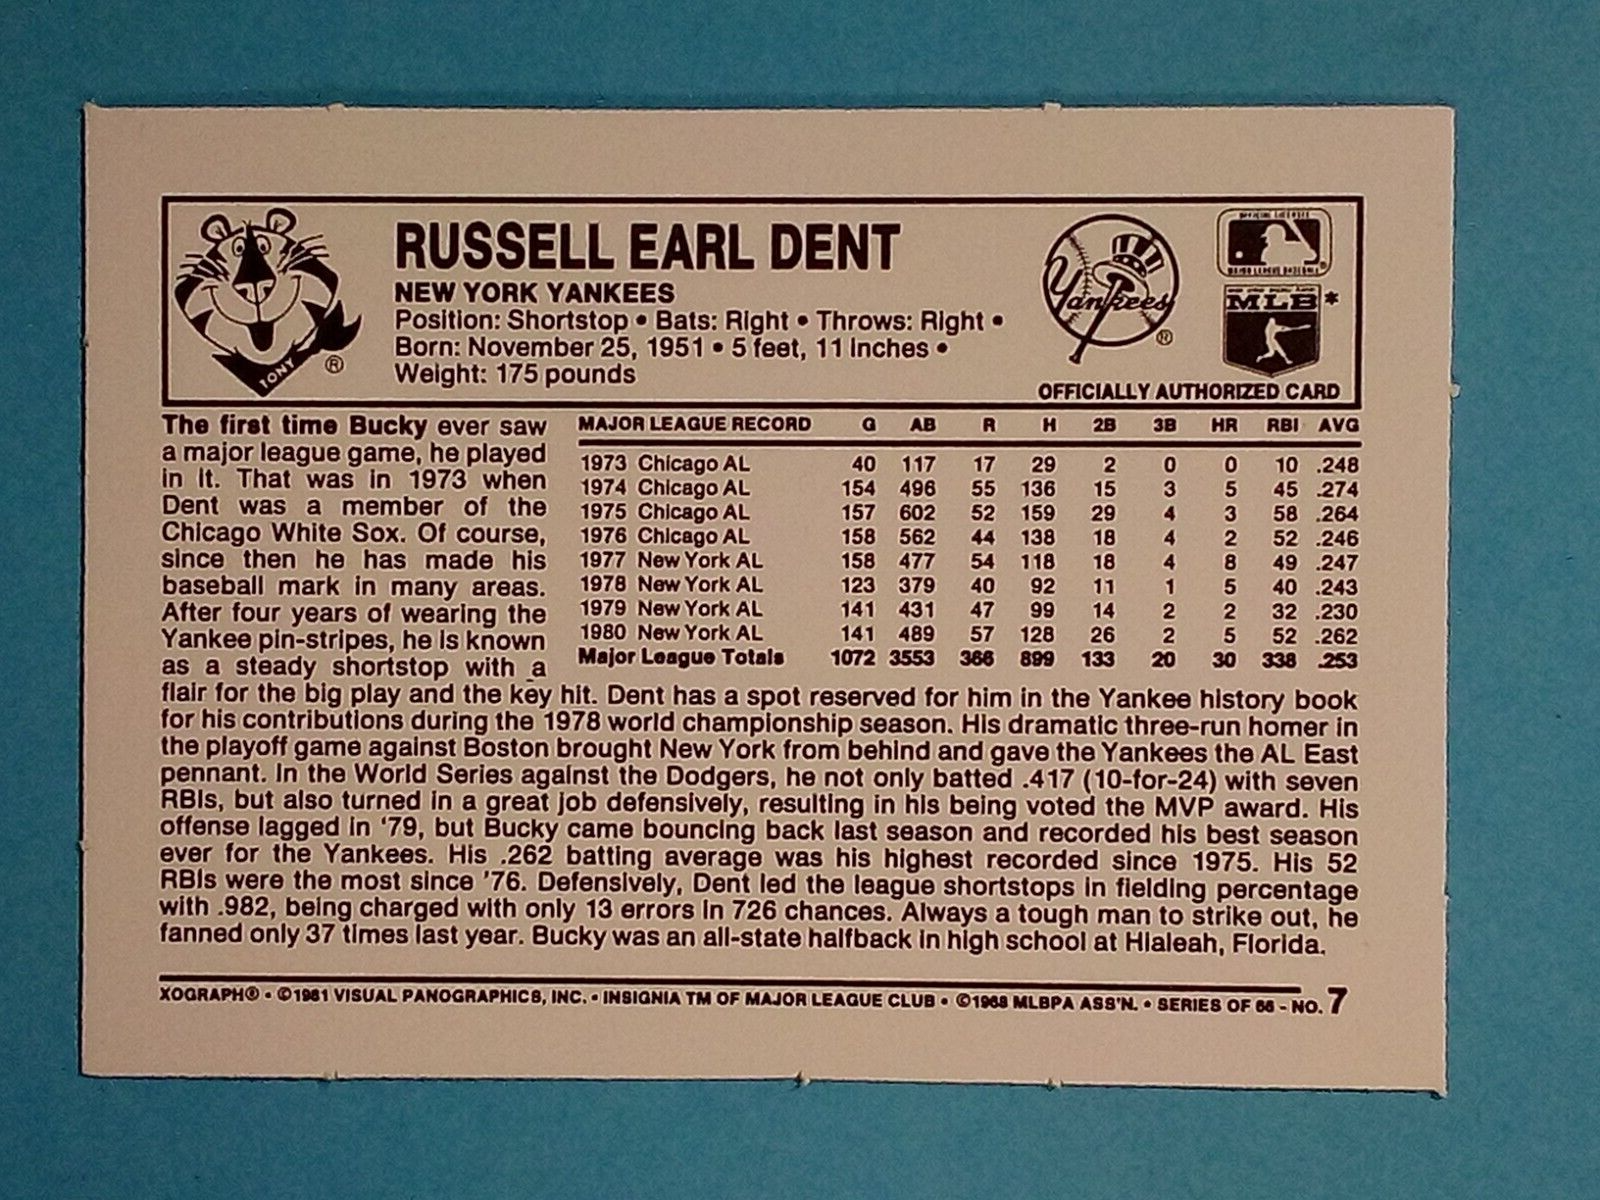 TONY ®
RUSSELL EARL DENT
NEW YORK YANKEES
Position: Shortstop • Bats: Right • Throws: Right •
Born: November 25, 1951 • 5 feet, 11 Inches •
Weight: 175 pounds
Yankees ®
MAJOR LEAGUE BASEBALL ®
MLB *
OFFICIALLY AUTHORIZED CARD
The first time Bucky ever saw
a major league game, he played
in it. That was in 1973 when
Dent was a member of the
Chicago White Sox. Of course,
since then he has made his
baseball mark in many areas.
After four years of wearing the
Yankee pin-stripes, he is known
as a steady shortstop with a
MAJOR LEAGUE RECORD G AB R H 2B 3B HR RBI AVG
1973 Chicago AL 40 117 17 29 2 0 0 10 .248
1974 Chicago AL 154 496 55 136 15 3 5 45 .274
1975 Chicago AL 157 602 52 159 29 4 3 58 .264
1976 Chicago AL 158 562 44 138 18 4 2 52 .246
1977 New York AL 158 477 54 118 18 4 8 49 .247
1978 New York AL 123 379 40 92 11 1 5 40 .243
1979 New York AL 141 431 47 99 14 2 2 32 .230
1980 New York AL 141 489 57 128 26 2 5 52 .262
Major League Totals 1072 3553 366 899 133 20 30 338 .253
flair for the big play and the key hit. Dent has a spot reserved for him in the Yankee history book
for his contributions during the 1978 world championship season. His dramatic three-run homer in
the playoff game against Boston brought New York from behind and gave the Yankees the AL East
pennant. In the World Series against the Dodgers, he not only batted .417 (10-for-24) with seven
RBIs, but also turned in a great job defensively, resulting in his being voted the MVP award. His
offense lagged in '79, but Bucky came bouncing back last season and recorded his best season
ever for the Yankees. His .262 batting average was his highest recorded since 1975. His 52
RBIs were the most since '76. Defensively, Dent led the league shortstops in fielding percentage
with .982, being charged with only 13 errors in 726 chances. Always a tough man to strike out, he
fanned only 37 times last year. Bucky was an all-state halfback in high school at Hialeah, Florida.
XOGRAPH® • ©1981 VISUAL PANOGRAPHICS, INC. • INSIGNIA TM OF MAJOR LEAGUE CLUB • ©1968 MLBPA ASS'N. • SERIES OF 66 - NO. 7